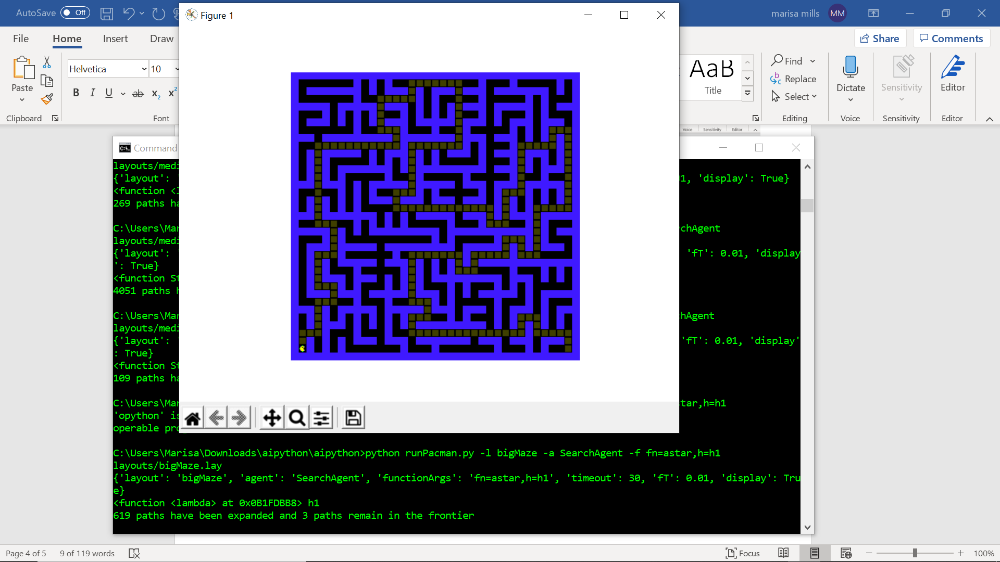 AutoSave Off
Figure 1
marisa mills MM
File Home Insert Draw
Share Comments
Helvetica 10
Paste
B I U ab x2 x2
Clipboard
Font
AaB
Title
Find
Replace
Select
Editing
Dictate
Voice
Sensitivity
Sensitivity
Editor
Editor
Voice Sensitivity Editor
Command
layouts/medi
{'layout': ' 1, 'display': True}
<function <l
269 paths ha
C:\Users\Mar chAgent
layouts/medi
{'layout': ' 'fT': 0.01, 'display
': True}
<function St
4051 paths h
C:\Users\Mar hAgent
layouts/medi
{'layout': ' 'fT': 0.01, 'display'
: True}
<function St
109 paths ha
C:\Users\Mar tar,h=h1
'opython' is
operable pro
C:\Users\Marisa\Downloads\aipython\aipython>python runPacman.py -l bigMaze -a SearchAgent -f fn=astar,h=h1
layouts/bigMaze.lay
{'layout': 'bigMaze', 'agent': 'SearchAgent', 'functionArgs': 'fn=astar,h=h1', 'timeout': 30, 'fT': 0.01, 'display': Tru
e}
<function <lambda> at 0x0B1FDBB8> h1
619 paths have been expanded and 3 paths remain in the frontier
Page 4 of 5 9 of 119 words
Focus
100%